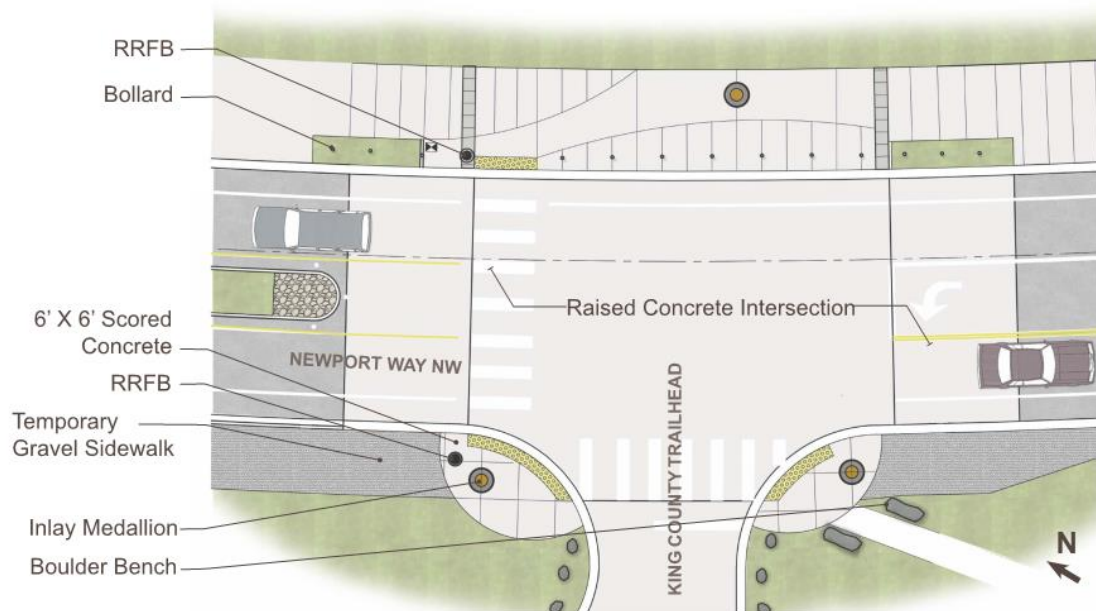 RRFB
Bollard
6' X 6' Scored
Concrete
RRFB
Temporary
Gravel Sidewalk
Inlay Medallion
Boulder Bench
NEWPORT WAY NW
Raised Concrete Intersection
KING COUNTY TRAILHEAD
N